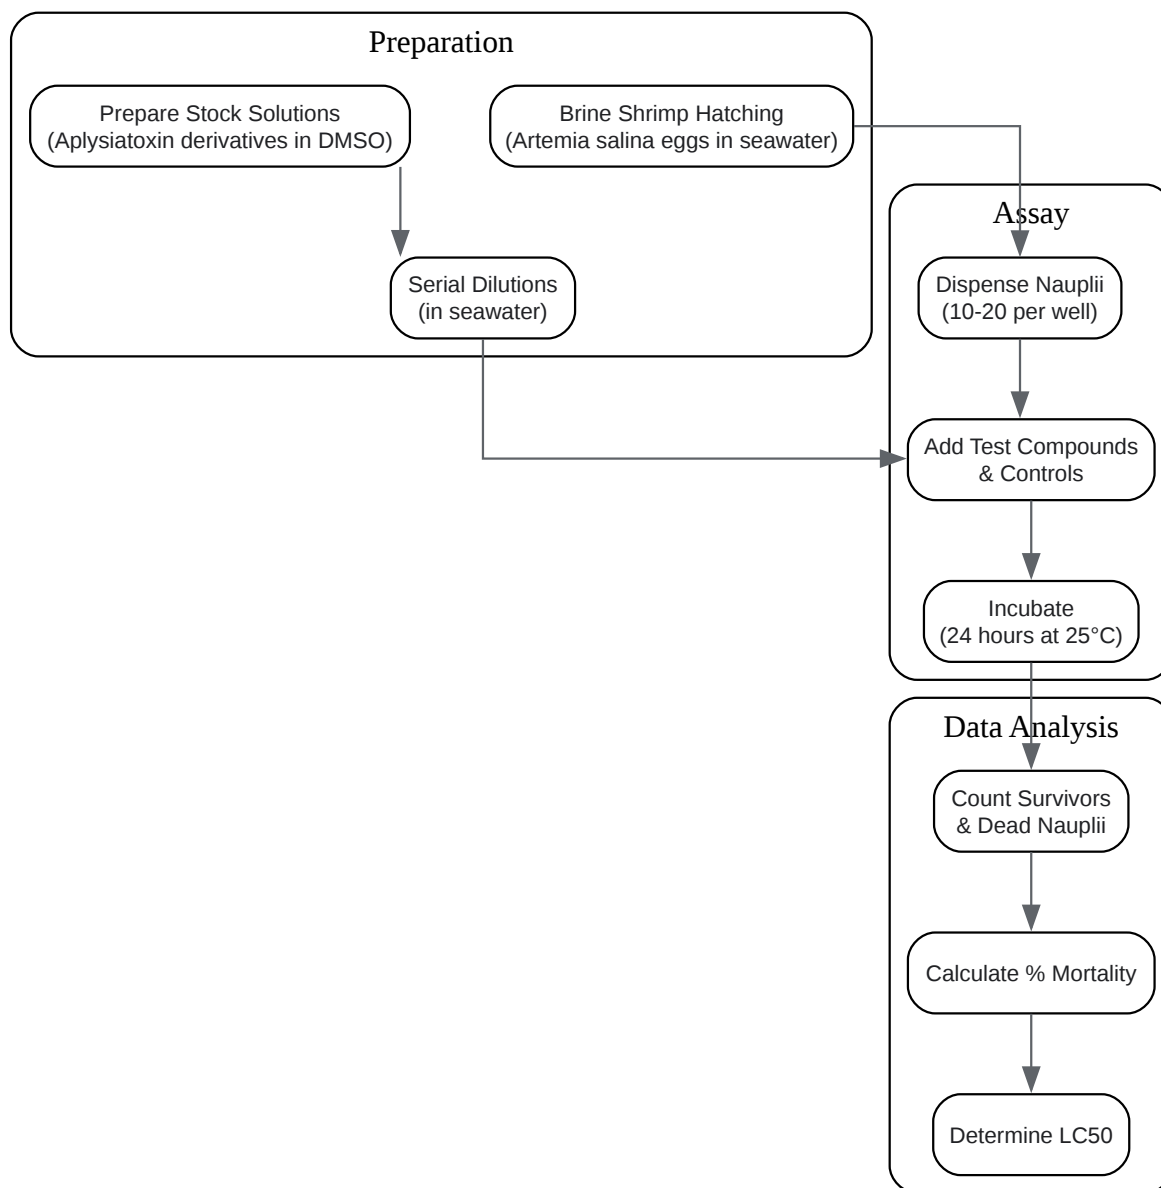 Preparation
Prepare Stock Solutions
(Aplysiatoxin derivatives in DMSO)
Brine Shrimp Hatching
(Artemia salina eggs in seawater)
Serial Dilutions
(in seawater)
Assay
Dispense Nauplii
(10-20 per well)
Add Test Compounds
& Controls
Incubate
(24 hours at 25°C)
Data Analysis
Count Survivors
& Dead Nauplii
Calculate % Mortality
Determine LC50